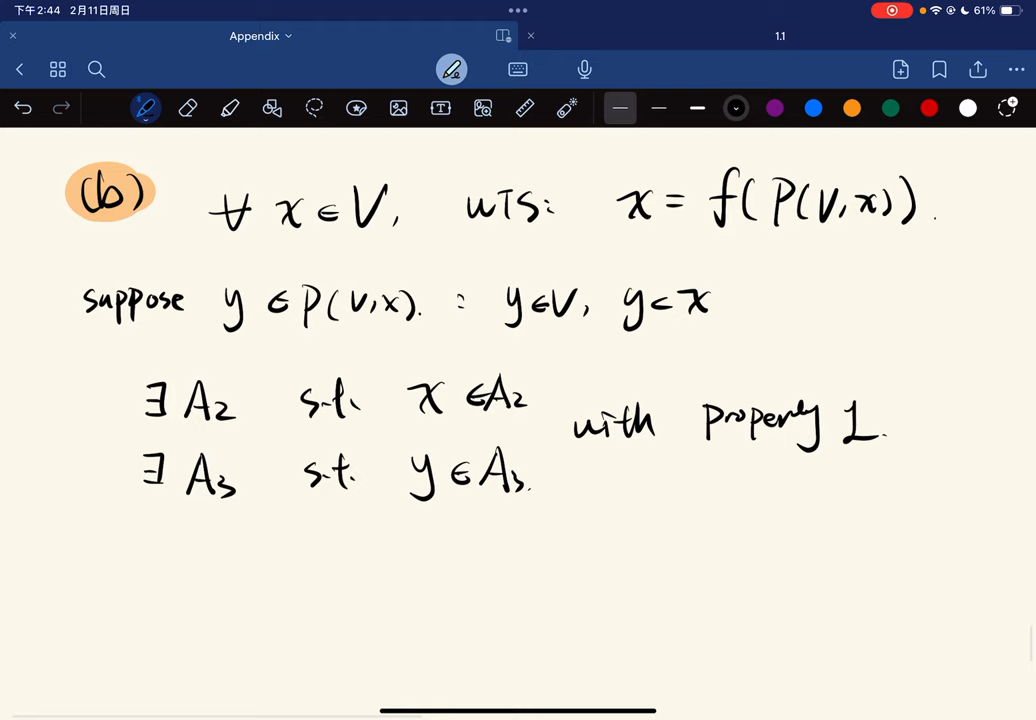 下午2:44 2月11日周日
61%
Appendix
1.1
(b) ∀ x ∈ V, WTS: x = f(P(V,x)).
suppose y ∈ P(V,x). : y ∈ V, y < x
∃ A₂ s.t. x ∈ A₂
with property 1.
∃ A₃ s.t. y ∈ A₃.